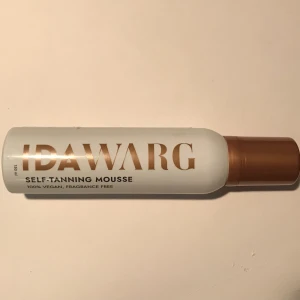 IDAWARG
SELF-TANNING MOUSSE
100% VEGAN, FRAGRANCE FREE